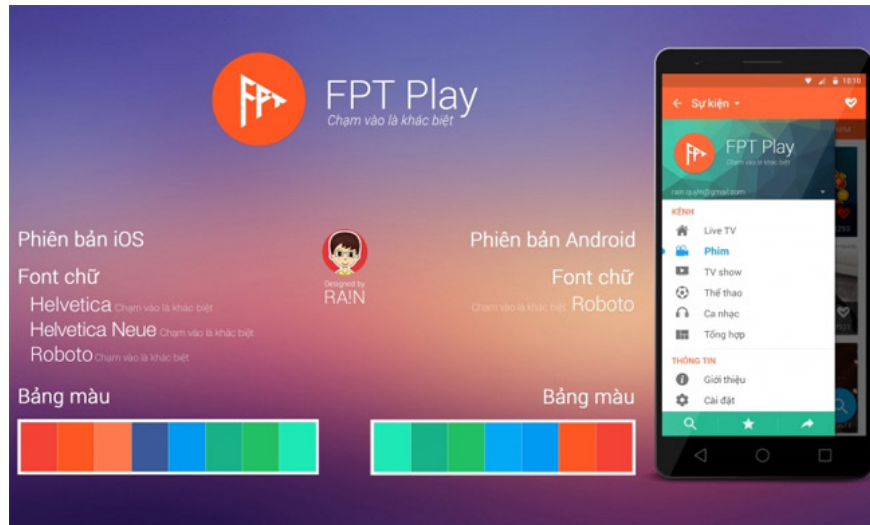 FPT
FPT Play
Chạm vào là khác biệt
Phiên bản iOS
Font chữ
Helvetica Chạm vào là khác biệt
Helvetica Neue Chạm vào là khác biệt
Roboto Chạm vào là khác biệt
Bảng màu
Designed by
RA!N
Phiên bản Android
Font chữ
Chạm vào là khác biệt Roboto
Bảng màu
10:10
Sự kiện
FPT
FPT Play
Chạm vào là khác biệt
KÊNH
Live TV
Phim
TV show
Thể thao
Ca nhạc
Tổng hợp
THÔNG TIN
Giới thiệu
Cài đặt